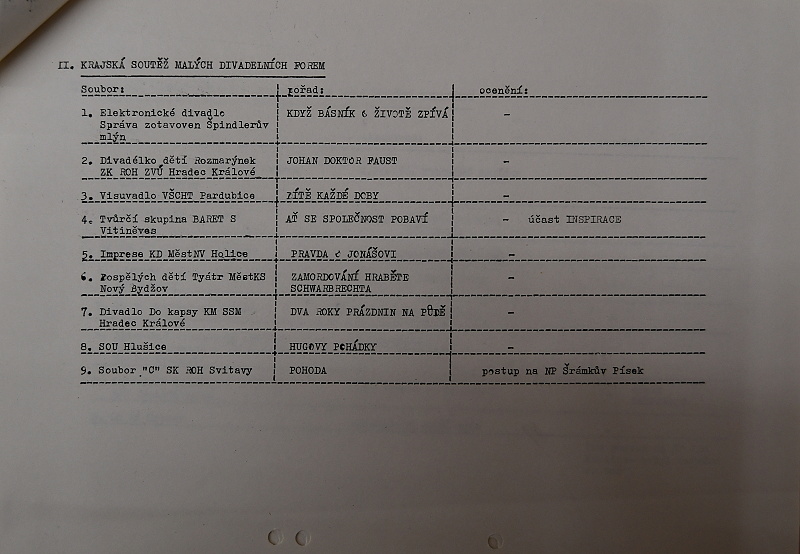 II. KRAJSKÁ SOUTĚŽ MALÝCH DIVADELNÍCH FOREM
Soubor: pořad: ocenění:
1. Elektronické divadlo KDYŽ BÁSNÍK O ŽIVOTĚ ZPÍVÁ –
Správa zotavoven Špindlerův
mlýn
2. Divadélko dětí Rozmarýnek JOHAN DOKTOR FAUST –
ZK ROH ZVÚ Hradec Králové
3. Visuvadlo VŠCHT Pardubice DÍTĚ KAŽDÉ DOBY –
4. Tvůrčí skupina BARET S AŤ SE SPOLEČNOST POBAVÍ – účast INSPIRACE
Vitiněves
5. Imprese KD MěstNV Holice PRAVDA O JONÁŠOVI –
6. Dospělých dětí Tyátr MěstKS ZAMORDOVÁNÍ HRABĚTE –
Nový Bydžov SCHWARBRECHTA
7. Divadlo Do kapsy KM SSM DVA ROKY PRÁZDNIN NA PŮDĚ –
Hradec Králové
8. SOU Hlušice HUGOVY POHÁDKY –
9. Soubor "C" SK ROH Svitavy POHODA postup na NP Šrámkův Písek